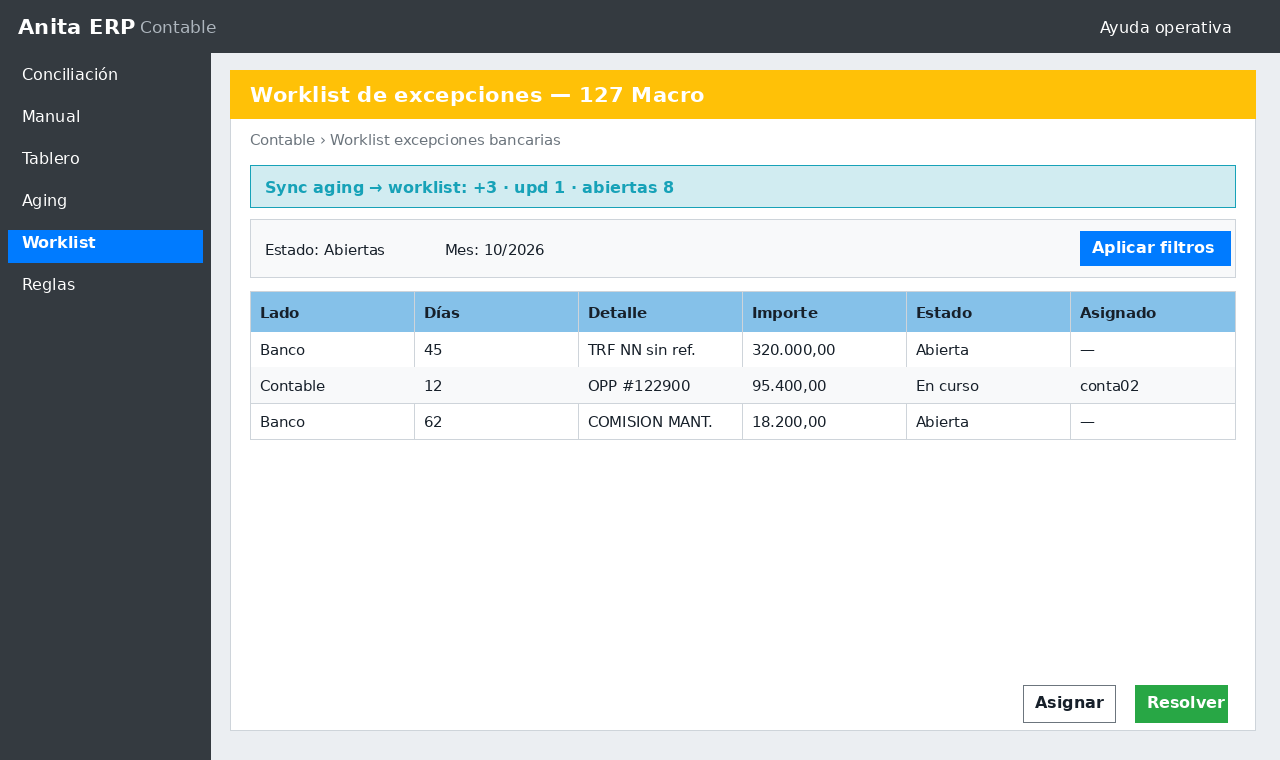 Anita ERP Contable
Ayuda operativa
Conciliación
Manual
Tablero
Aging
Worklist
Reglas
Worklist de excepciones — 127 Macro
Contable › Worklist excepciones bancarias
Sync aging → worklist: +3 · upd 1 · abiertas 8
Estado: Abiertas Mes: 10/2026 Aplicar filtros
Lado Días Detalle Importe Estado Asignado
Banco 45 TRF NN sin ref. 320.000,00 Abierta —
Contable 12 OPP #122900 95.400,00 En curso conta02
Banco 62 COMISION MANT. 18.200,00 Abierta —
Asignar Resolver